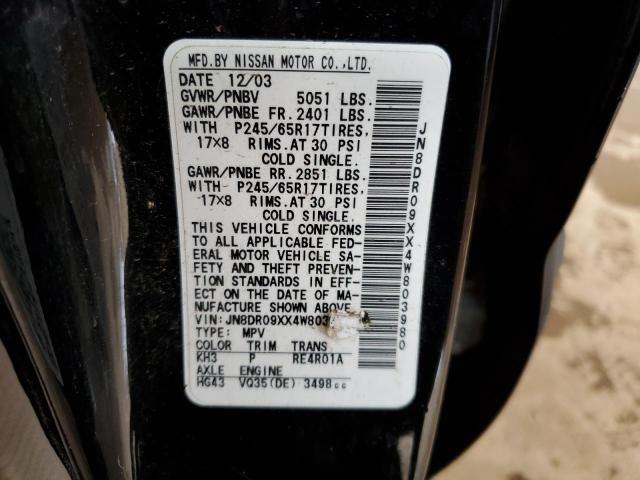 MFD.BY NISSAN MOTOR CO.,LTD.
DATE 12/03
GVWR/PNBV 5051 LBS.
GAWR/PNBE FR.2401 LBS.
WITH P245/65R17TIRES,
17X8 RIMS.AT 30 PSI
COLD SINGLE.
GAWR/PNBE RR.2851 LBS.
WITH P245/65R17TIRES,
17X8 RIMS.AT 30 PSI
COLD SINGLE.
THIS VEHICLE CONFORMS
TO ALL APPLICABLE FED-
ERAL MOTOR VEHICLE SA-
FETY AND THEFT PREVEN-
TION STANDARDS IN EFF-
ECT ON THE DATE OF MA-
NUFACTURE SHOWN ABOVE.
VIN:JN8DR09XX4W803
TYPE: MPV
COLOR TRIM TRANS
KH3 P RE4R01A
AXLE ENGINE
HG43 VQ35(DE) 3498cc
JN8DR09XX4W803980